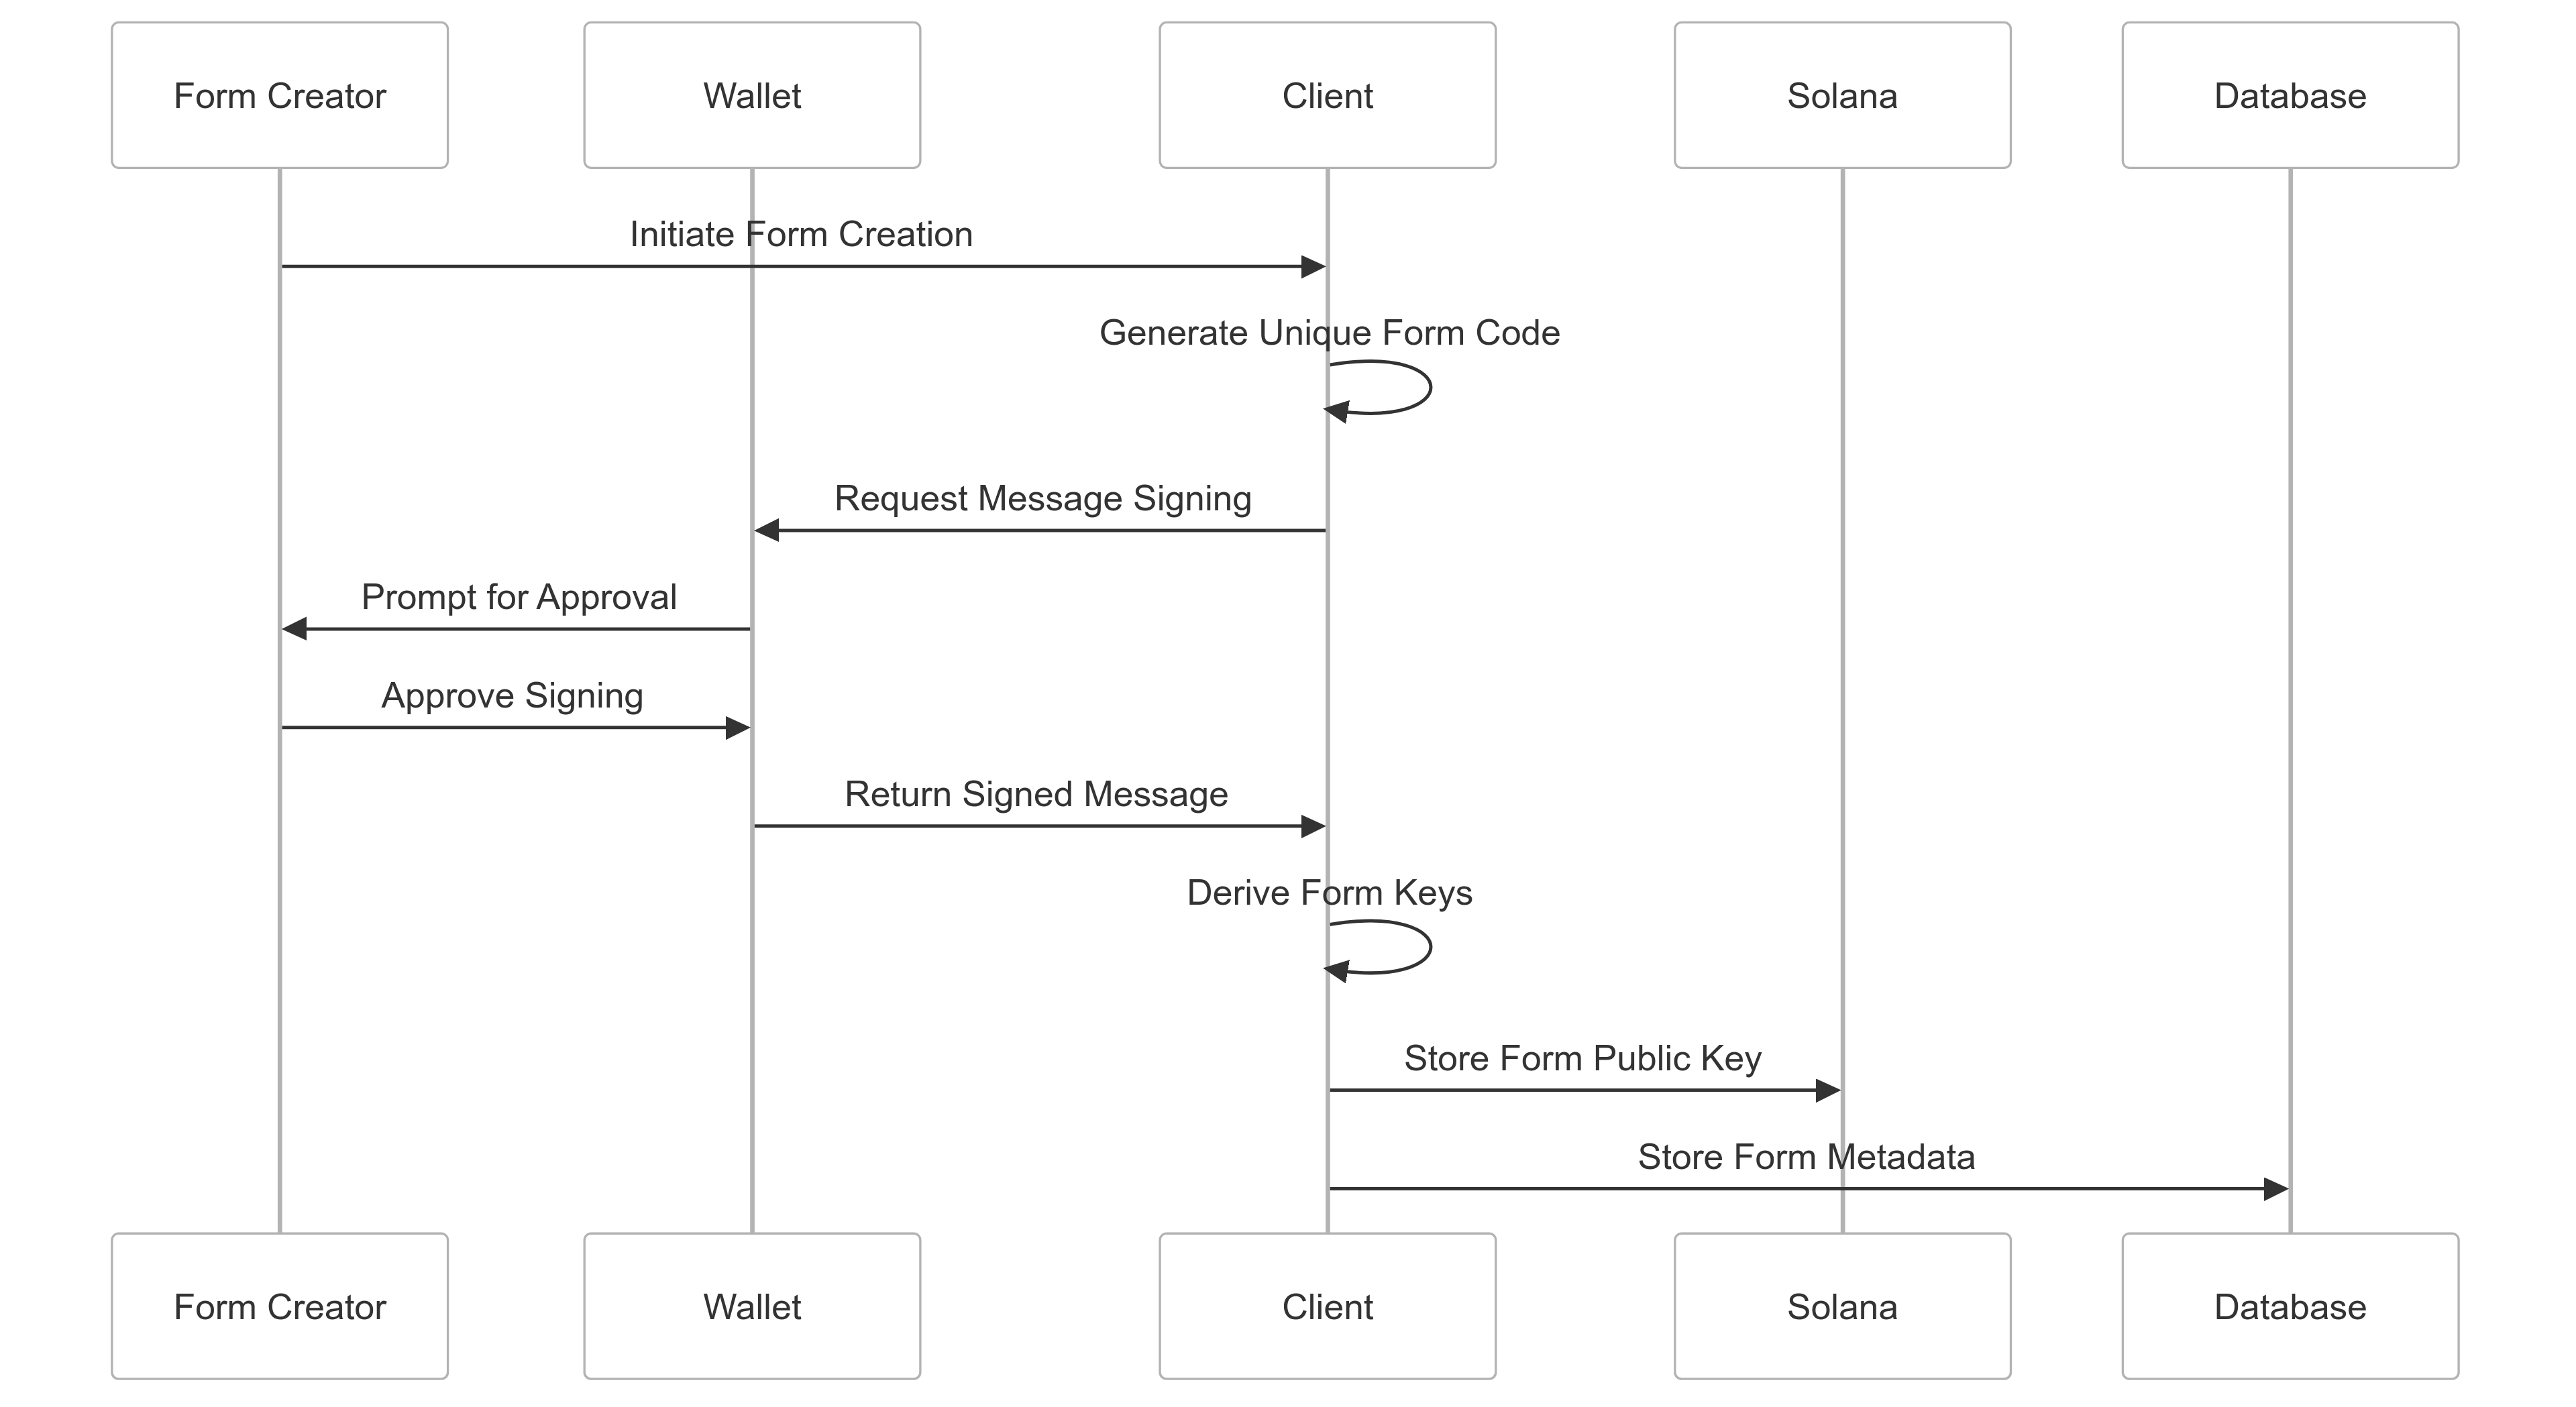 Form Creator
Wallet
Client
Solana
Database
Initiate Form Creation
Generate Unique Form Code
Request Message Signing
Prompt for Approval
Approve Signing
Return Signed Message
Derive Form Keys
Store Form Public Key
Store Form Metadata
Form Creator
Wallet
Client
Solana
Database